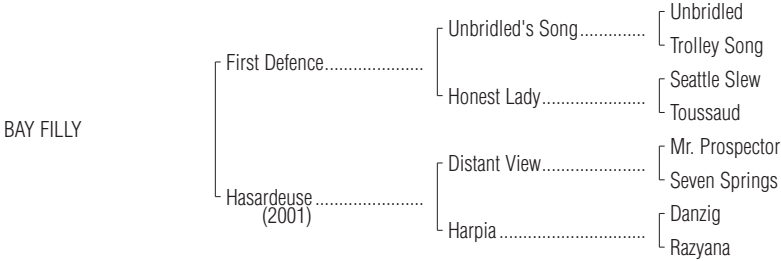 Unbridled
Unbridled's Song..............
Trolley Song
First Defence.....................
Seattle Slew
Honest Lady......................
Toussaud
BAY FILLY
Mr. Prospector
Distant View......................
Seven Springs
Hasardeuse .......................
(2001)
Danzig
Harpia ................................
Razyana